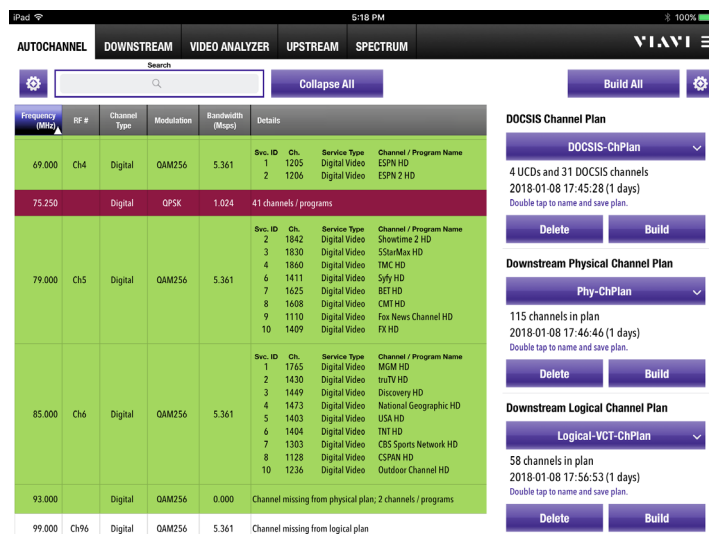 iPad 5:18 PM 100%
AUTOCHANNEL DOWNSTREAM VIDEO ANALYZER UPSTREAM SPECTRUM VIAVI
Search
Collapse All Build All
Frequency (MHz) RF # Channel Type Modulation Bandwidth (Msps) Details
Svc. ID Ch. Service Type Channel / Program Name
69.000 Ch4 Digital QAM256 5.361
1 1205 Digital Video ESPN HD
2 1206 Digital Video ESPN 2 HD
75.250 Digital QPSK 1.024 41 channels / programs
Svc. ID Ch. Service Type Channel / Program Name
79.000 Ch5 Digital QAM256 5.361
2 1842 Digital Video Showtime 2 HD
3 1830 Digital Video 5StarMax HD
4 1860 Digital Video TMC HD
6 1411 Digital Video Syfy HD
7 1625 Digital Video BET HD
8 1608 Digital Video CMT HD
9 1110 Digital Video Fox News Channel HD
10 1409 Digital Video FX HD
Svc. ID Ch. Service Type Channel / Program Name
85.000 Ch6 Digital QAM256 5.361
1 1765 Digital Video MGM HD
2 1430 Digital Video truTV HD
3 1449 Digital Video Discovery HD
4 1473 Digital Video National Geographic HD
5 1403 Digital Video USA HD
6 1404 Digital Video TNT HD
7 1303 Digital Video CBS Sports Network HD
8 1128 Digital Video CSPAN HD
10 1236 Digital Video Outdoor Channel HD
93.000 Digital QAM256 0.000 Channel missing from physical plan; 2 channels / programs
99.000 Ch96 Digital QAM256 5.361 Channel missing from logical plan
DOCSIS Channel Plan
DOCSIS-ChPlan
4 UCDs and 31 DOCSIS channels
2018-01-08 17:45:28 (1 days)
Double tap to name and save plan.
Delete Build
Downstream Physical Channel Plan
Phy-ChPlan
115 channels in plan
2018-01-08 17:46:46 (1 days)
Double tap to name and save plan.
Delete Build
Downstream Logical Channel Plan
Logical-VCT-ChPlan
58 channels in plan
2018-01-08 17:56:53 (1 days)
Double tap to name and save plan.
Delete Build